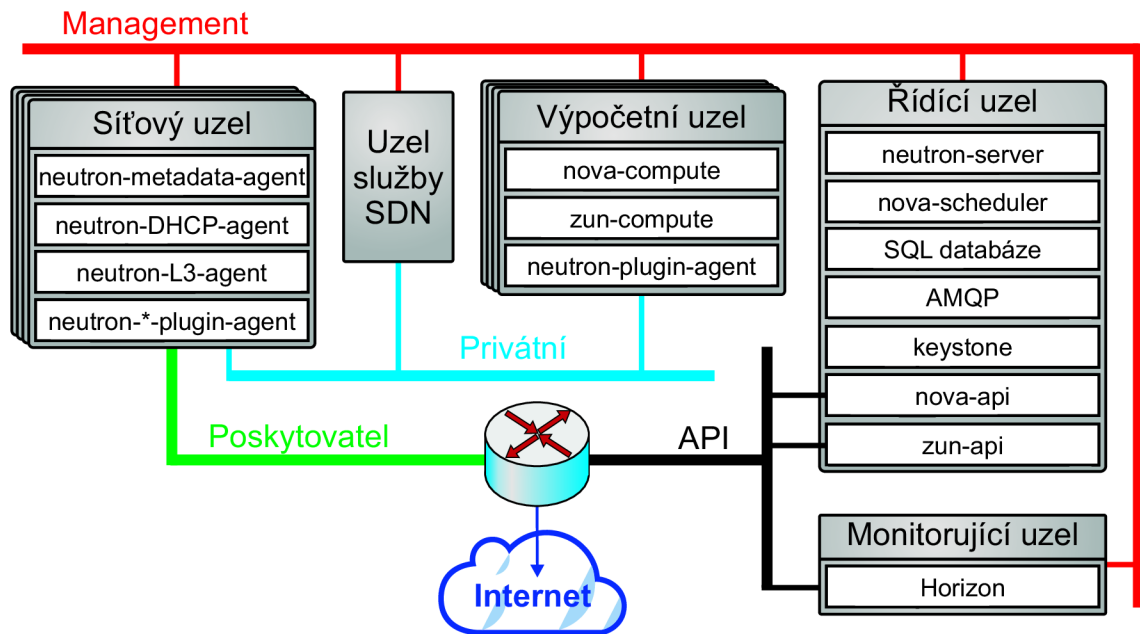 Management
Síťový uzel
neutron-metadata-agent
neutron-DHCP-agent
neutron-L3-agent
neutron-*-plugin-agent
Uzel
služby
SDN
Výpočetní uzel
nova-compute
zun-compute
neutron-plugin-agent
Řídící uzel
neutron-server
nova-scheduler
SQL databáze
AMQP
keystone
nova-api
zun-api
Privátní
Poskytovatel
API
Internet
Monitorující uzel
Horizon